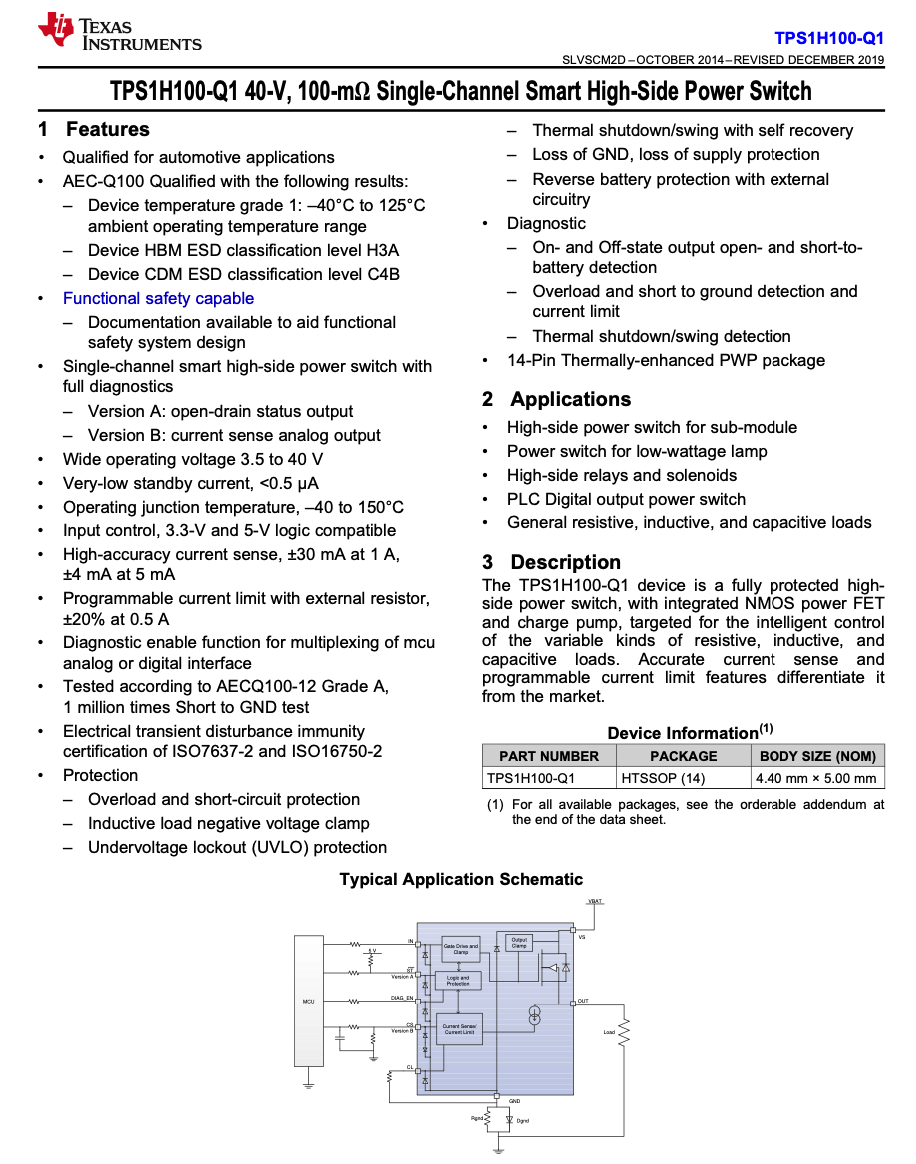 TEXAS
INSTRUMENTS
TPS1H100-Q1
SLVSCM2D – OCTOBER 2014 – REVISED DECEMBER 2019
TPS1H100-Q1 40-V, 100-mΩ Single-Channel Smart High-Side Power Switch
1 Features
• Qualified for automotive applications
• AEC-Q100 Qualified with the following results:
– Device temperature grade 1: –40°C to 125°C
ambient operating temperature range
– Device HBM ESD classification level H3A
– Device CDM ESD classification level C4B
• Functional safety capable
– Documentation available to aid functional
safety system design
• Single-channel smart high-side power switch with
full diagnostics
– Version A: open-drain status output
– Version B: current sense analog output
• Wide operating voltage 3.5 to 40 V
• Very-low standby current, <0.5 µA
• Operating junction temperature, –40 to 150°C
• Input control, 3.3-V and 5-V logic compatible
• High-accuracy current sense, ±30 mA at 1 A,
±4 mA at 5 mA
• Programmable current limit with external resistor,
±20% at 0.5 A
• Diagnostic enable function for multiplexing of mcu
analog or digital interface
• Tested according to AECQ100-12 Grade A,
1 million times Short to GND test
• Electrical transient disturbance immunity
certification of ISO7637-2 and ISO16750-2
• Protection
– Overload and short-circuit protection
– Inductive load negative voltage clamp
– Undervoltage lockout (UVLO) protection
– Thermal shutdown/swing with self recovery
– Loss of GND, loss of supply protection
– Reverse battery protection with external
circuitry
• Diagnostic
– On- and Off-state output open- and short-to-
battery detection
– Overload and short to ground detection and
current limit
– Thermal shutdown/swing detection
• 14-Pin Thermally-enhanced PWP package
2 Applications
• High-side power switch for sub-module
• Power switch for low-wattage lamp
• High-side relays and solenoids
• PLC Digital output power switch
• General resistive, inductive, and capacitive loads
3 Description
The TPS1H100-Q1 device is a fully protected high-
side power switch, with integrated NMOS power FET
and charge pump, targeted for the intelligent control
of the variable kinds of resistive, inductive, and
capacitive loads. Accurate current sense and
programmable current limit features differentiate it
from the market.
Device Information(1)
PART NUMBER PACKAGE BODY SIZE (NOM)
TPS1H100-Q1 HTSSOP (14) 4.40 mm × 5.00 mm
(1) For all available packages, see the orderable addendum at
the end of the data sheet.
Typical Application Schematic
VBAT
VS
IN
Gate Drive and
Clamp
Output
Clamp
5 V
ST
Version A
Logic and
Protection
MCU
DIAG_EN
OUT
CS
Version B
Current Sense/
Current Limit
Load
CL
GND
Rgnd
Dgnd